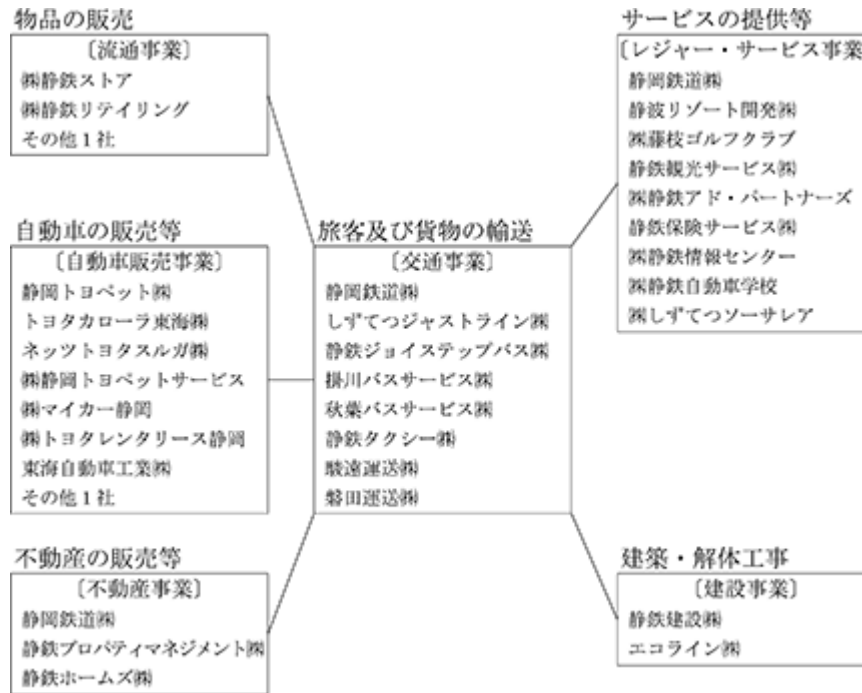 物品の販売
〔流通事業〕
㈱静鉄ストア
㈱静鉄リテイリング
その他１社
自動車の販売等
〔自動車販売事業〕
静岡トヨペット㈱
トヨタカローラ東海㈱
ネッツトヨタスルガ㈱
㈱静岡トヨペットサービス
㈱マイカー静岡
㈱トヨタレンタリース静岡
東海自動車工業㈱
その他１社
不動産の販売等
〔不動産事業〕
静岡鉄道㈱
静鉄プロパティマネジメント㈱
静鉄ホームズ㈱
旅客及び貨物の輸送
〔交通事業〕
静岡鉄道㈱
しずてつジャストライン㈱
静鉄ジョイステップバス㈱
掛川バスサービス㈱
秋葉バスサービス㈱
静鉄タクシー㈱
駿遠運送㈱
磐田運送㈱
サービスの提供等
〔レジャー・サービス事業
静岡鉄道㈱
静波リゾート開発㈱
㈱藤枝ゴルフクラブ
静鉄観光サービス㈱
㈱静鉄アド・パートナーズ
静鉄保険サービス㈱
㈱静鉄情報センター
㈱静鉄自動車学校
㈱しずてつソーサレア
建築・解体工事
〔建設事業〕
静鉄建設㈱
エコライン㈱